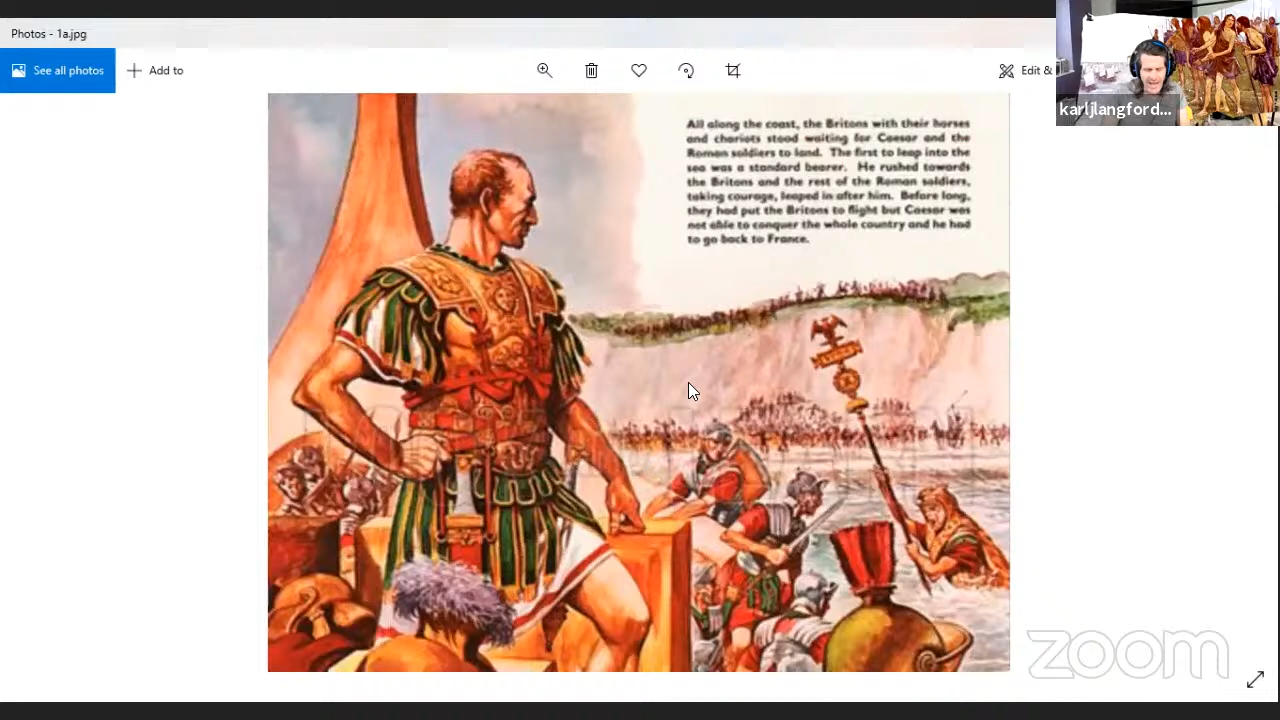 Photos - 1a.jpg
See all photos
Add to
Edit &
karljlangford...
All along the coast, the Britons with their horses
and chariots stood waiting for Caesar and the
Roman soldiers to land. The first to leap into the
sea was a standard bearer. He rushed towards
the Britons and the rest of the Roman soldiers,
taking courage, leaped in after him. Before long,
they had put the Britons to flight but Caesar was
not able to conquer the whole country and he had
to go back to France.
zoom